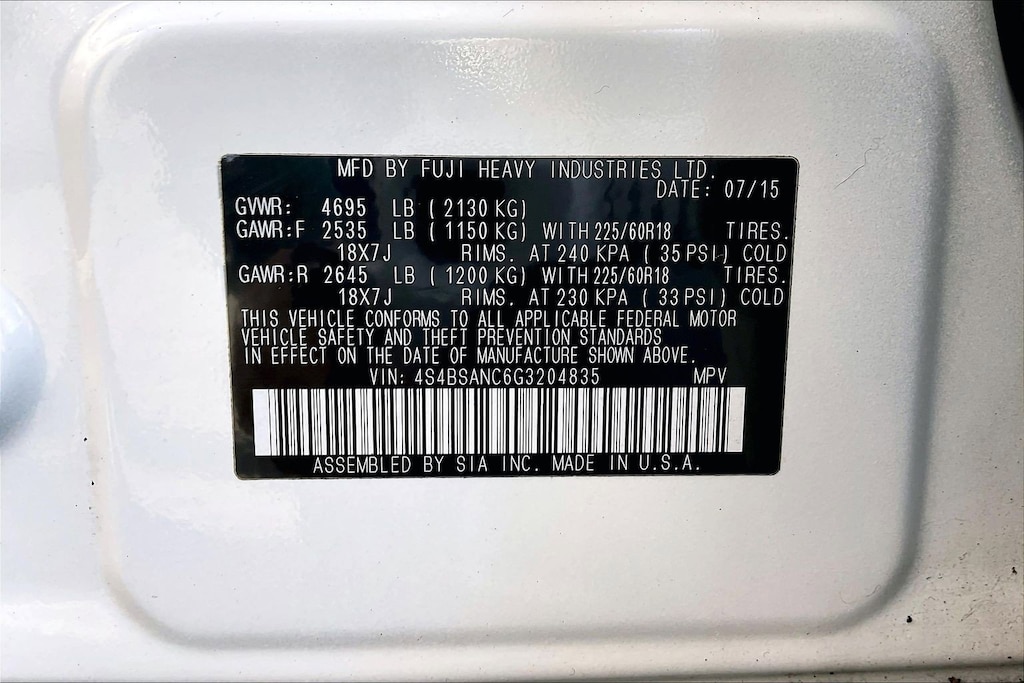 MFD BY FUJI HEAVY INDUSTRIES LTD.
DATE: 07/15
GVWR: 4695 LB ( 2130 KG)
GAWR:F 2535 LB ( 1150 KG) WITH 225/60R18 TIRES.
18X7J RIMS. AT 240 KPA ( 35 PSI) COLD
GAWR:R 2645 LB ( 1200 KG) WITH 225/60R18 TIRES.
18X7J RIMS. AT 230 KPA ( 33 PSI) COLD
THIS VEHICLE CONFORMS TO ALL APPLICABLE FEDERAL MOTOR
VEHICLE SAFETY AND THEFT PREVENTION STANDARDS
IN EFFECT ON THE DATE OF MANUFACTURE SHOWN ABOVE.
VIN: 4S4BSANC6G3204835 MPV
ASSEMBLED BY SIA INC. MADE IN U.S.A.